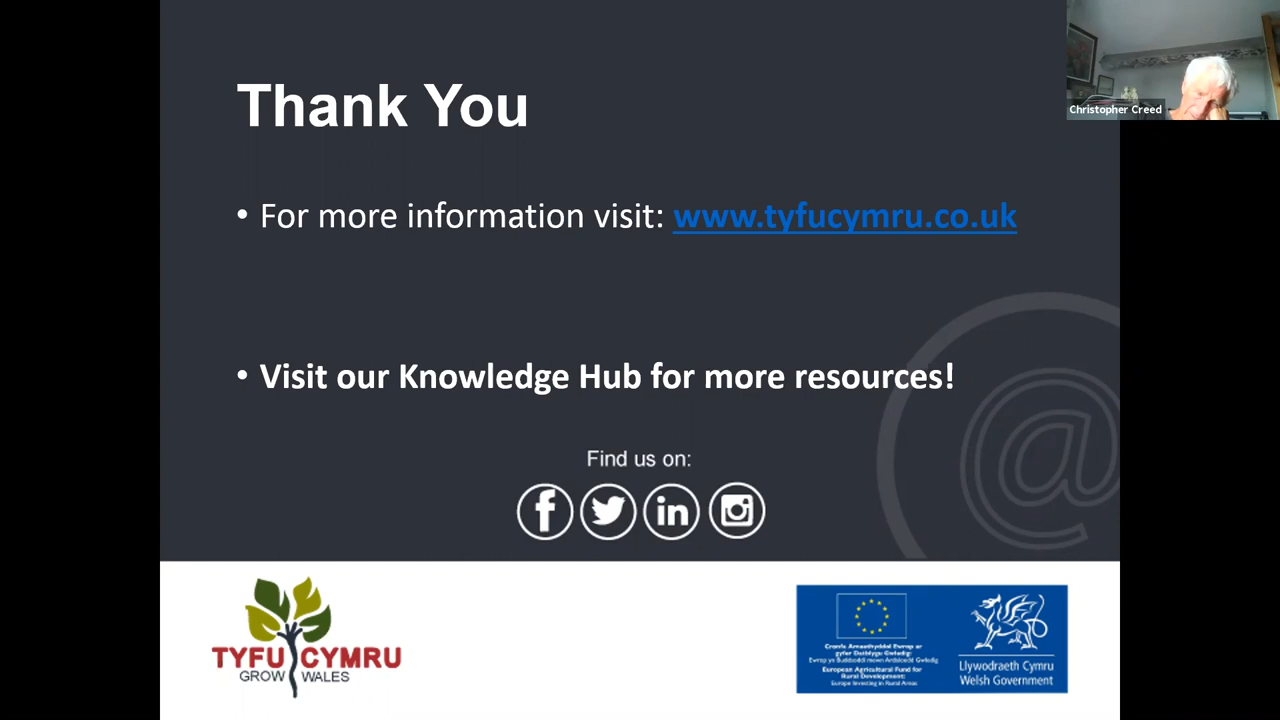 Thank You
Christopher Creed
• For more information visit: www.tyfucymru.co.uk
• Visit our Knowledge Hub for more resources!
Find us on:
TYFU CYMRU
GROW WALES
Cronfa Amaethyddol Ewrop ar
gyfer Datblygu Gwledig:
Ewrop yn Buddsoddi mewn Ardaloedd Gwledig
European Agricultural Fund for
Rural Development:
Europe Investing in Rural Areas
Llywodraeth Cymru
Welsh Government